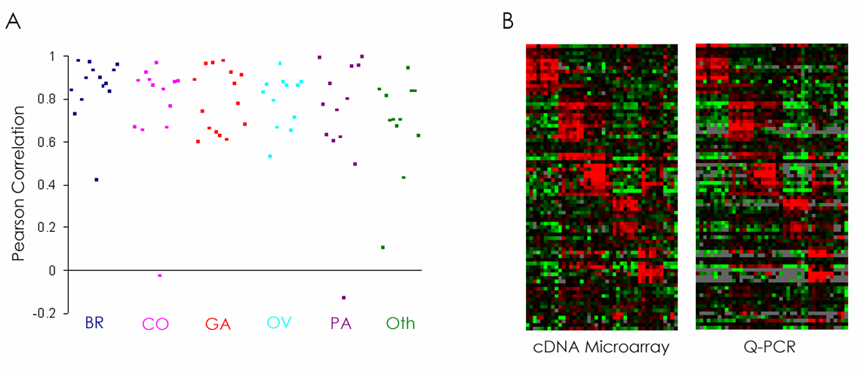 A
B
Pearson Correlation
1
0.8
0.6
0.4
0.2
0
-0.2
BR CO GA OV PA Oth
cDNA Microarray
Q-PCR